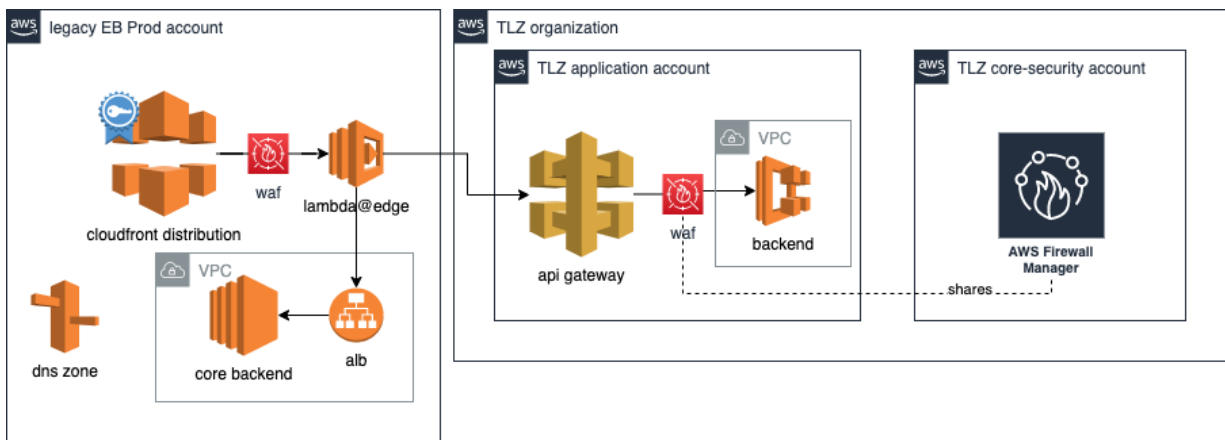 aws legacy EB Prod account
aws TLZ organization
aws TLZ application account
aws TLZ core-security account
VPC
waf
lambda@edge
cloudfront distribution
waf
backend
api gateway
AWS Firewall
Manager
shares
VPC
dns zone
core backend
alb